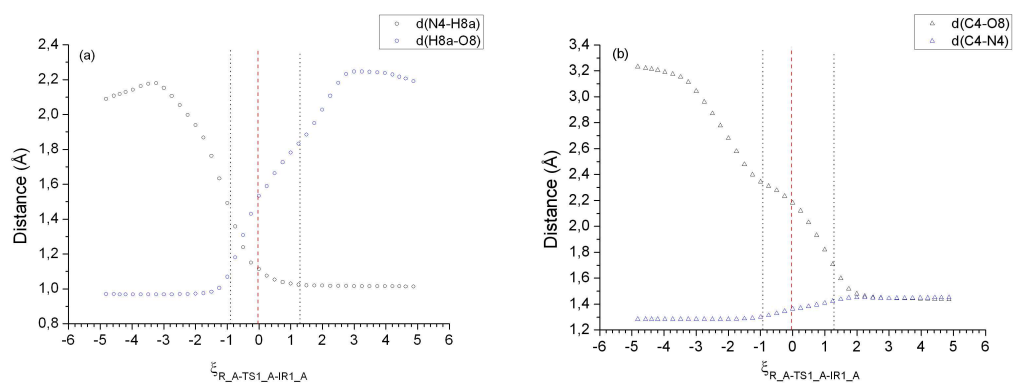 d(N4-H8a)
d(H8a-O8)
(a)
2,4
2,2
2,0
1,8
1,6
1,4
1,2
1,0
0,8
Distance (Å)
-6 -5 -4 -3 -2 -1 0 1 2 3 4 5 6
ξR_A-TS1_A-IR1_A
d(C4-O8)
d(C4-N4)
(b)
3,4
3,2
3,0
2,8
2,6
2,4
2,2
2,0
1,8
1,6
1,4
1,2
Distance (Å)
-6 -5 -4 -3 -2 -1 0 1 2 3 4 5 6
ξR_A-TS1_A-IR1_A